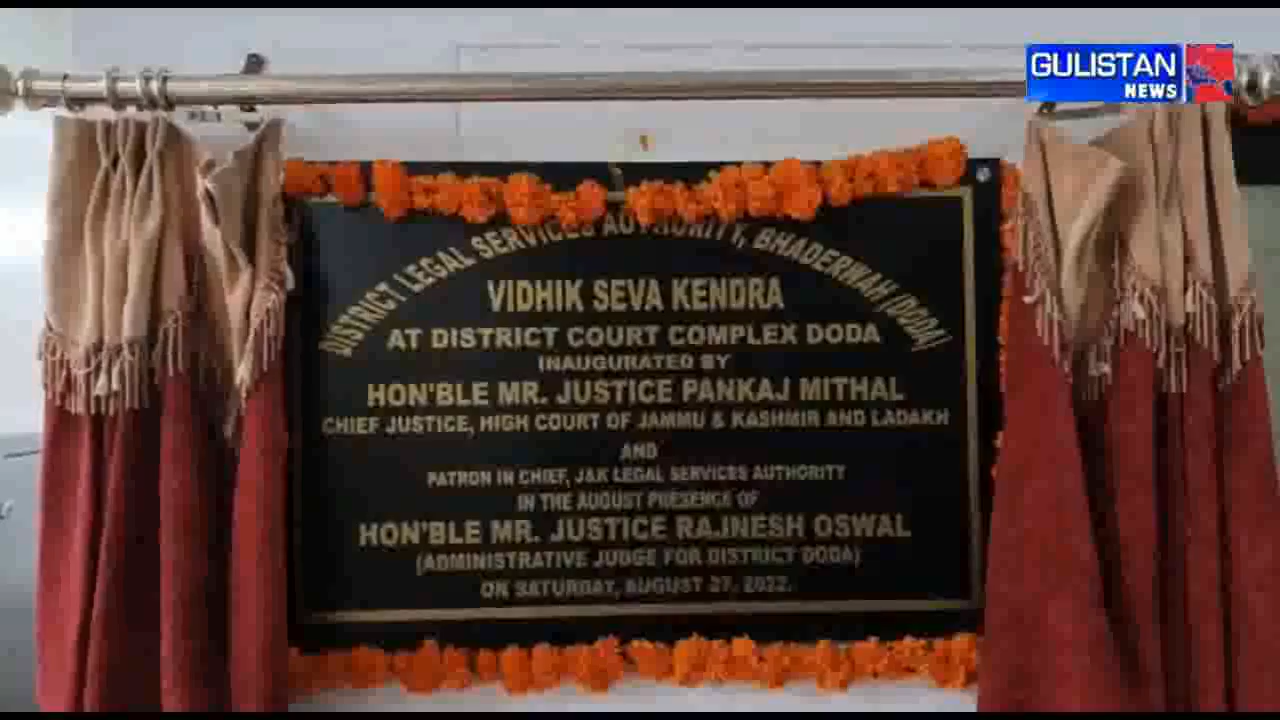 GULISTAN
NEWS
DISTRICT LEGAL SERVICES AUTHORITY, BHADERWAH (DODA)
VIDHIK SEVA KENDRA
AT DISTRICT COURT COMPLEX DODA
INAUGURATED BY
HON'BLE MR. JUSTICE PANKAJ MITHAL
CHIEF JUSTICE, HIGH COURT OF JAMMU & KASHMIR AND LADAKH
AND
PATRON IN CHIEF, J&K LEGAL SERVICES AUTHORITY
IN THE AUGUST PRESENCE OF
HON'BLE MR. JUSTICE RAJNESH OSWAL
(ADMINISTRATIVE JUDGE FOR DISTRICT DODA)
ON SATURDAY, AUGUST 27, 2022.